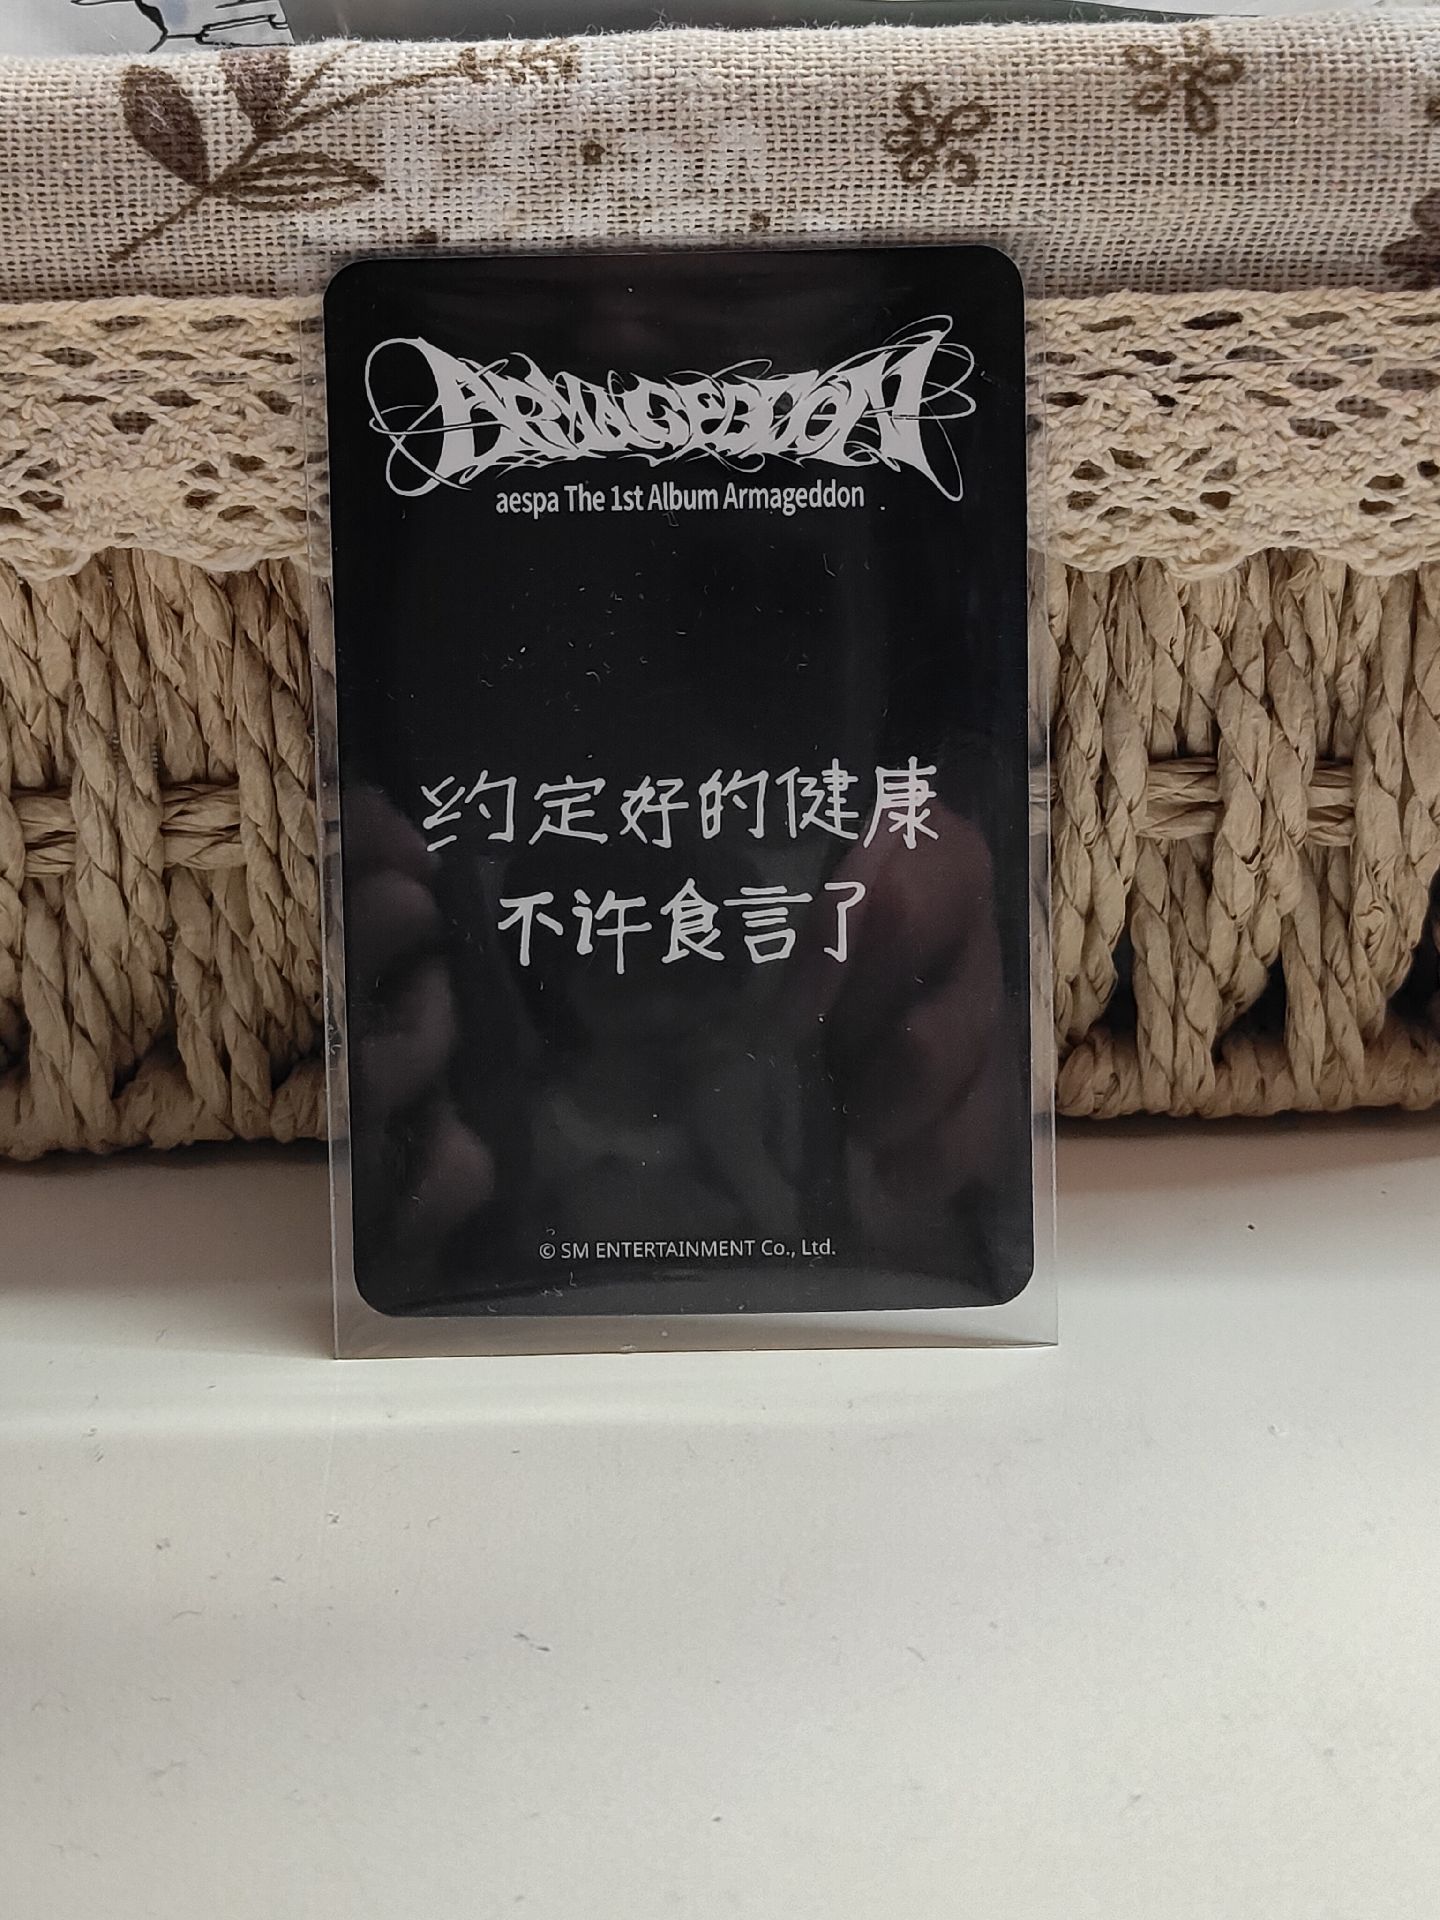 ARMAGEDDON
aespa The 1st Album Armageddon
约定好的健康
不许食言了
© SM ENTERTAINMENT Co., Ltd.